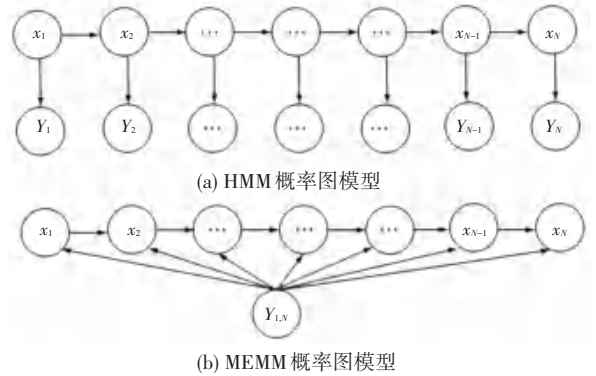 x₁ x₂ ... ... ... xN-1 xN
Y₁ Y₂ ... ... ... YN-1 YN
(a) HMM 概率图模型
x₁ x₂ ... ... ... xN-1 xN
Y1,N
(b) MEMM 概率图模型